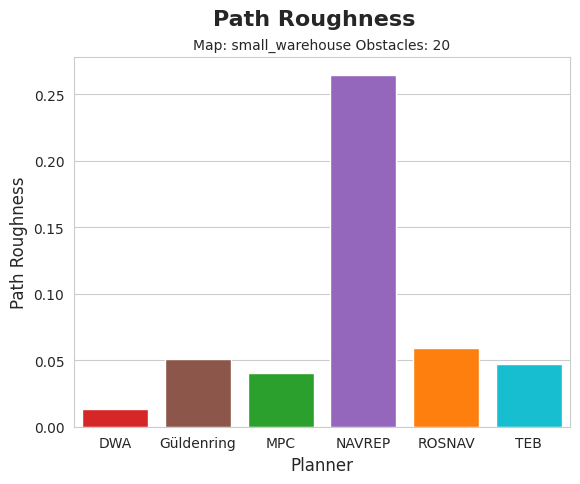 Path Roughness
Map: small_warehouse Obstacles: 20
Path Roughness
0.25
0.20
0.15
0.10
0.05
0.00
DWA Güldenring MPC NAVREP ROSNAV TEB
Planner